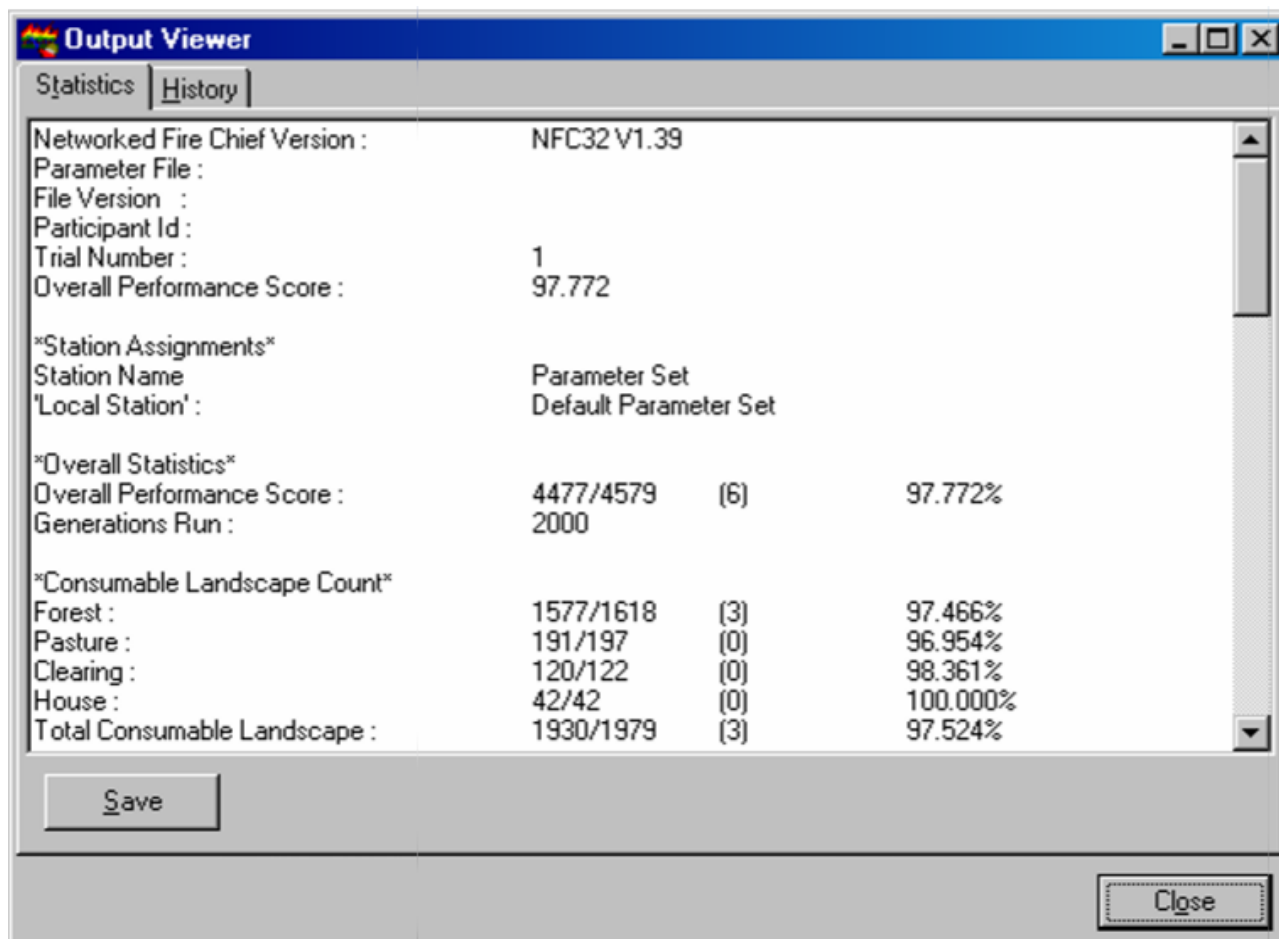 Output Viewer
Statistics History
Networked Fire Chief Version : NFC32 V1.39
Parameter File :
File Version :
Participant Id :
Trial Number : 1
Overall Performance Score : 97.772
*Station Assignments*
Station Name Parameter Set
'Local Station' : Default Parameter Set
*Overall Statistics*
Overall Performance Score : 4477/4579 (6) 97.772%
Generations Run : 2000
*Consumable Landscape Count*
Forest : 1577/1618 (3) 97.466%
Pasture : 191/197 (0) 96.954%
Clearing : 120/122 (0) 98.361%
House : 42/42 (0) 100.000%
Total Consumable Landscape : 1930/1979 (3) 97.524%
Save
Close